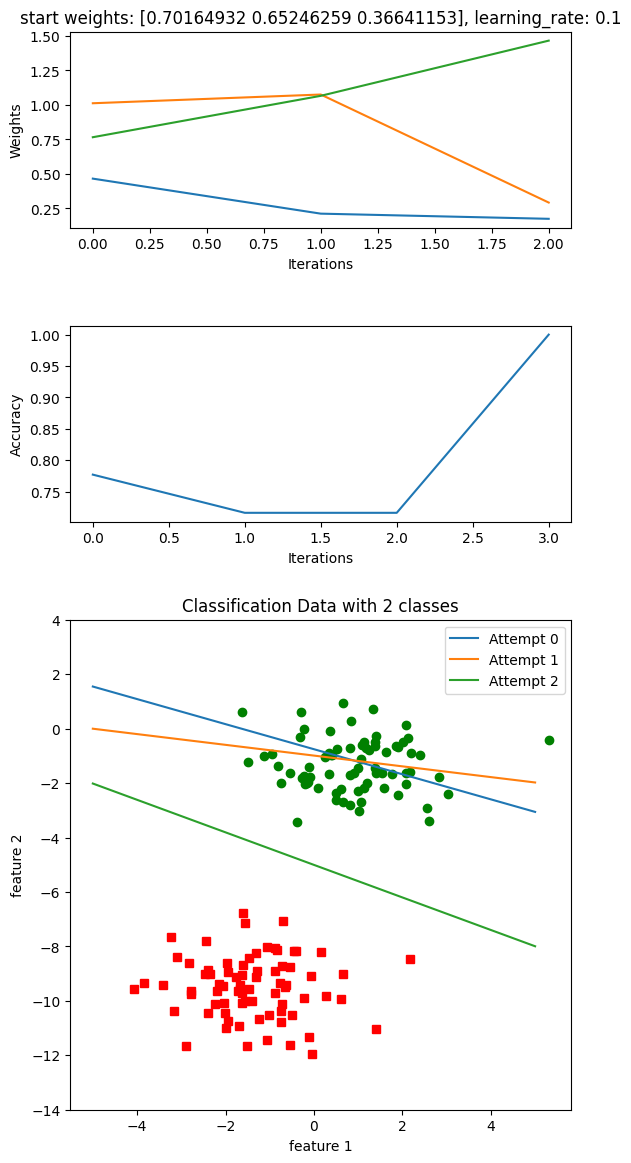 start weights: [0.70164932 0.65246259 0.36641153], learning_rate: 0.1
1.50
1.25
1.00
0.75
0.50
0.25
Weights
0.00 0.25 0.50 0.75 1.00 1.25 1.50 1.75 2.00
Iterations
1.00
0.95
0.90
0.85
0.80
0.75
Accuracy
0.0 0.5 1.0 1.5 2.0 2.5 3.0
Iterations
Classification Data with 2 classes
Attempt 0
Attempt 1
Attempt 2
4
2
0
−2
−4
−6
−8
−10
−12
−14
feature 2
−4 −2 0 2 4
feature 1